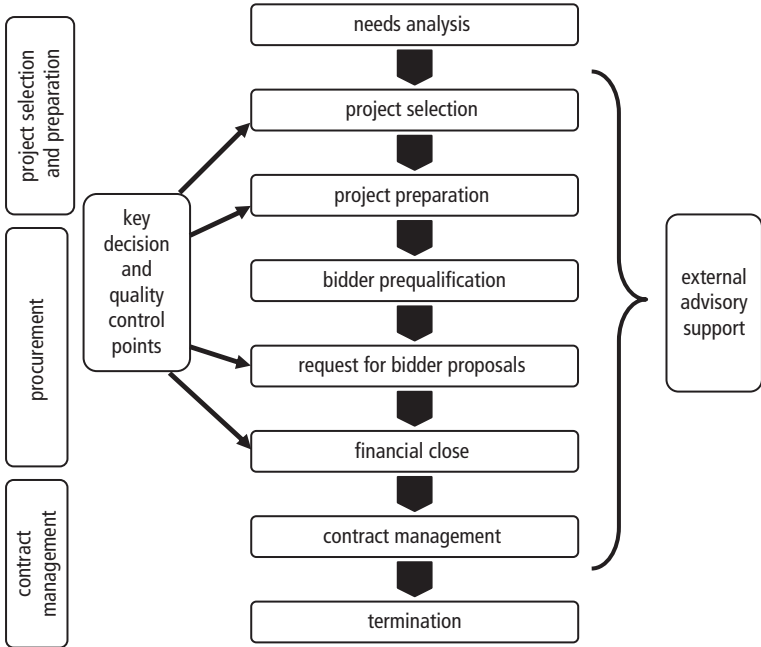 project selection
and preparation
procurement
contract
management
key
decision
and
quality
control
points
needs analysis
project selection
project preparation
bidder prequalification
request for bidder proposals
financial close
contract management
termination
external
advisory
support